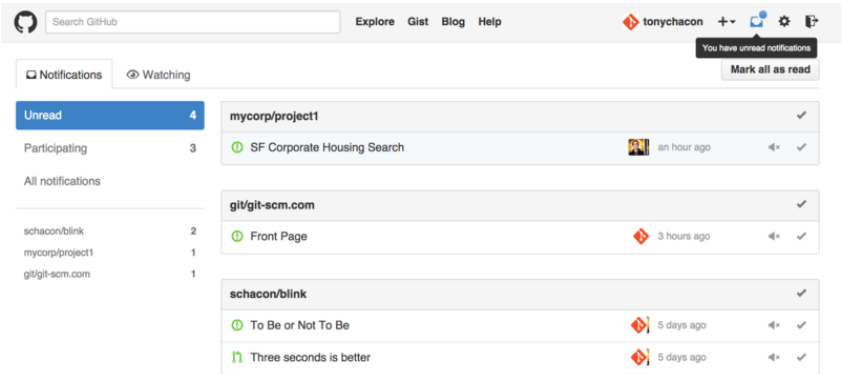 Search GitHub Explore Gist Blog Help tonychacon
You have unread notifications
Notifications Watching Mark all as read
Unread 4
Participating 3
All notifications
schacon/blink 2
mycorp/project1 1
git/git-scm.com 1
mycorp/project1
SF Corporate Housing Search an hour ago
git/git-scm.com
Front Page 3 hours ago
schacon/blink
To Be or Not To Be 5 days ago
Three seconds is better 5 days ago